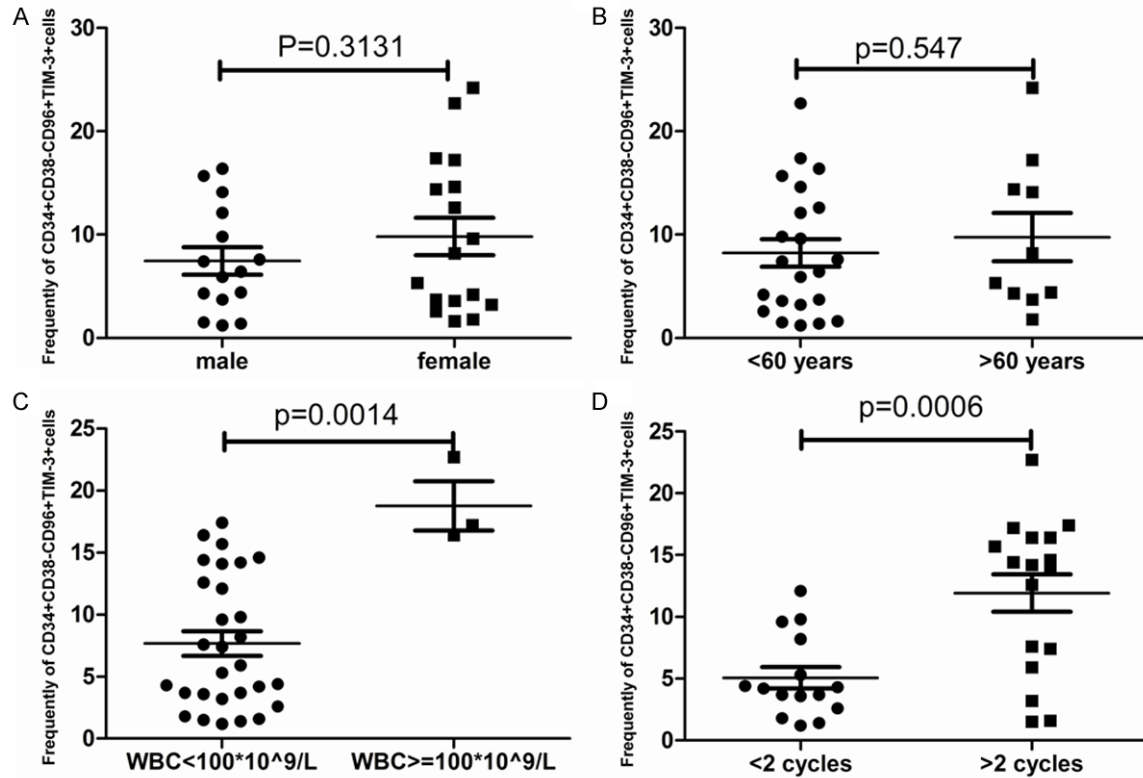 A
Frequently of CD34+CD38-CD96+TIM-3+cells
30
20
10
0
P=0.3131
male
female
B
Frequently of CD34+CD38-CD96+TIM-3+cells
30
20
10
0
p=0.547
<60 years
>60 years
C
Frequently of CD34+CD38-CD96+TIM-3+cells
25
20
15
10
5
0
p=0.0014
WBC<100*10^9/L
WBC>=100*10^9/L
D
Frequently of CD34+CD38-CD96+TIM-3+cells
25
20
15
10
5
0
p=0.0006
<2 cycles
>2 cycles